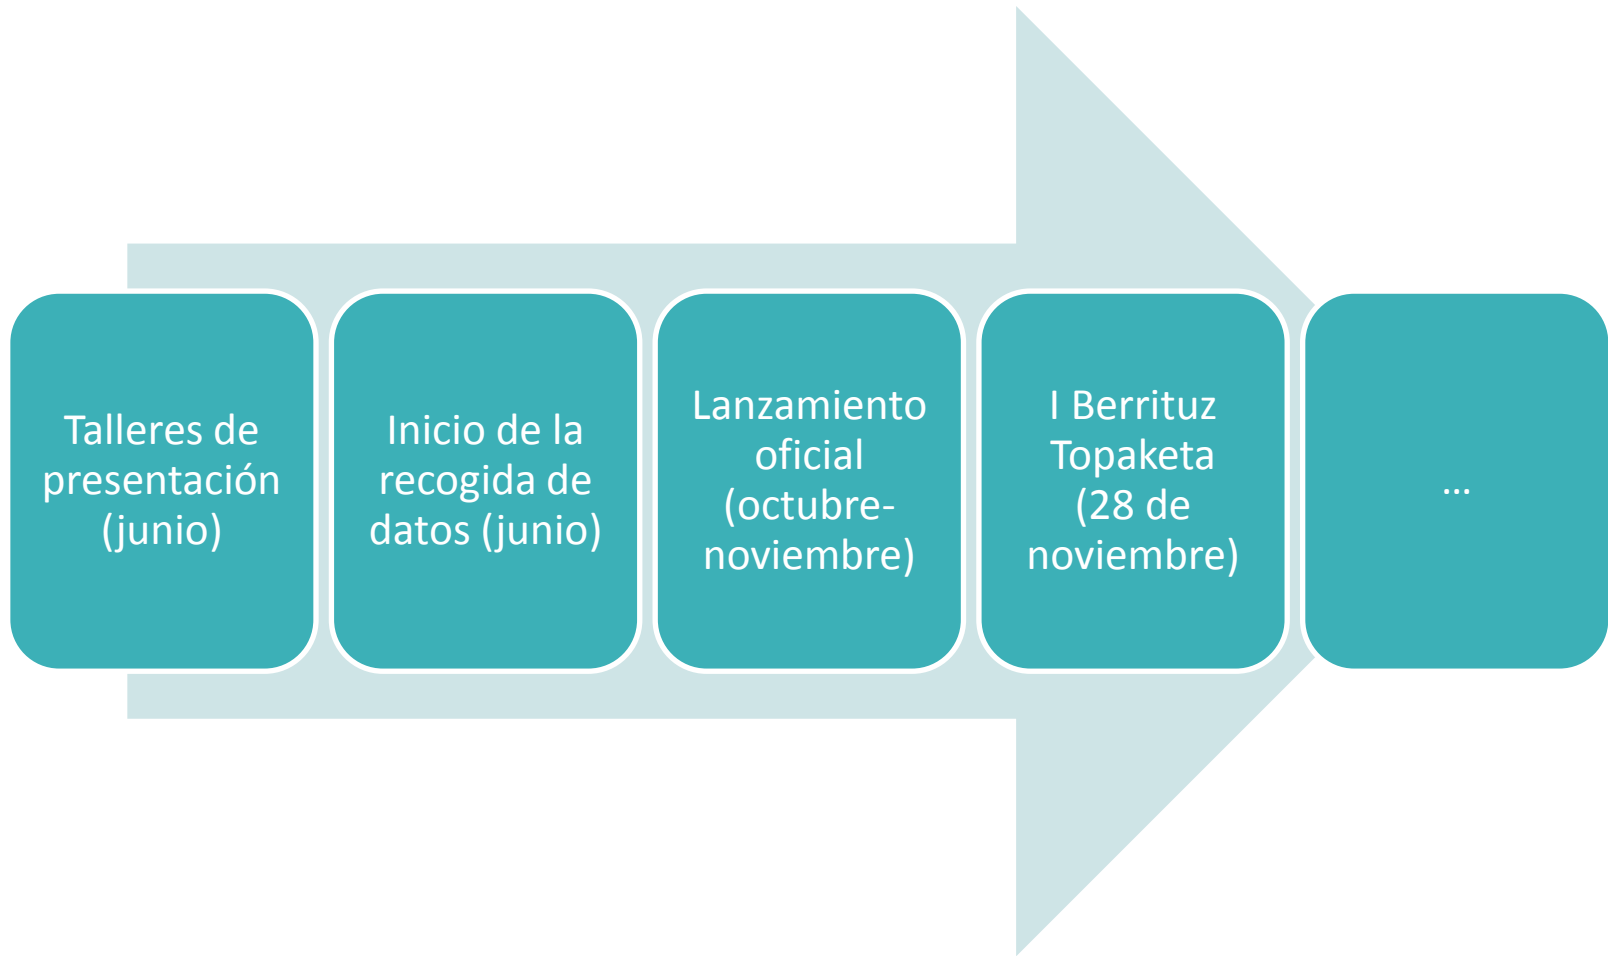 Talleres de
presentación
(junio)
Inicio de la
recogida de
datos (junio)
Lanzamiento
oficial
(octubre-
noviembre)
I Berrituz
Topaketa
(28 de
noviembre)
...